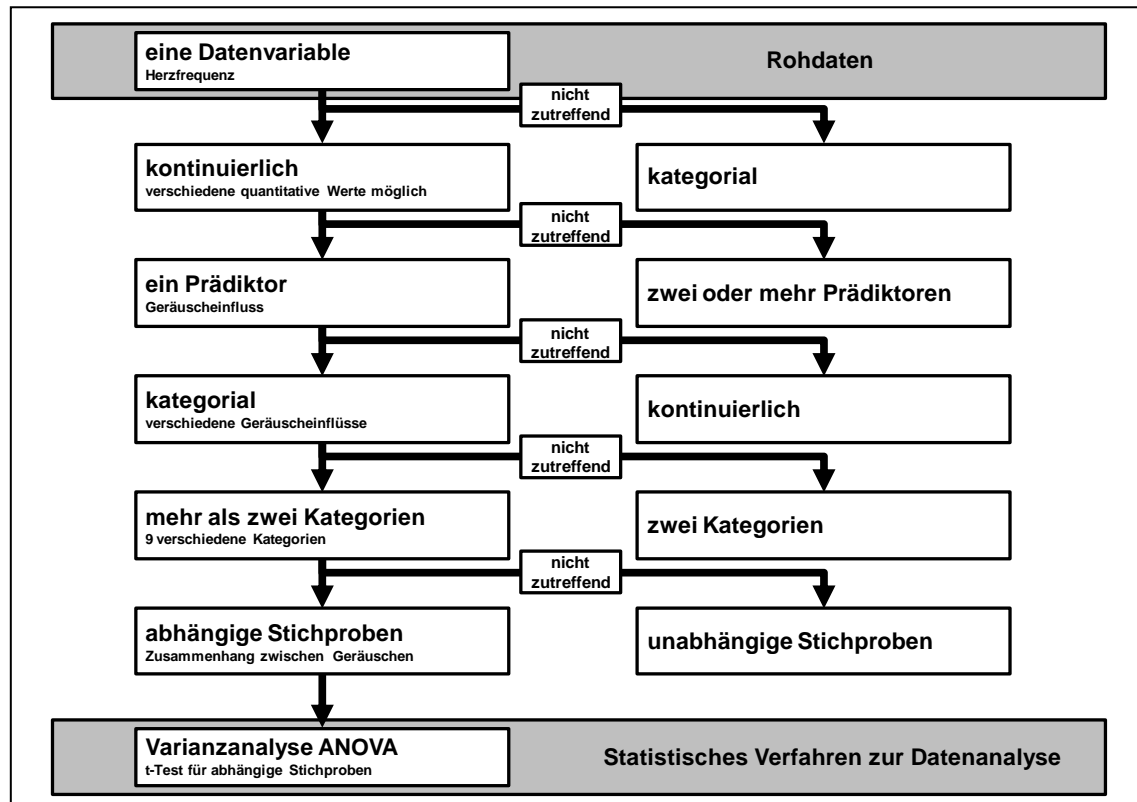 eine Datenvariable
Herzfrequenz
Rohdaten
nicht
zutreffend
kontinuierlich
verschiedene quantitative Werte möglich
kategorial
nicht
zutreffend
ein Prädiktor
Geräuscheinfluss
zwei oder mehr Prädiktoren
nicht
zutreffend
kategorial
verschiedene Geräuscheinflüsse
kontinuierlich
nicht
zutreffend
mehr als zwei Kategorien
9 verschiedene Kategorien
zwei Kategorien
nicht
zutreffend
abhängige Stichproben
Zusammenhang zwischen Geräuschen
unabhängige Stichproben
Varianzanalyse ANOVA
t-Test für abhängige Stichproben
Statistisches Verfahren zur Datenanalyse